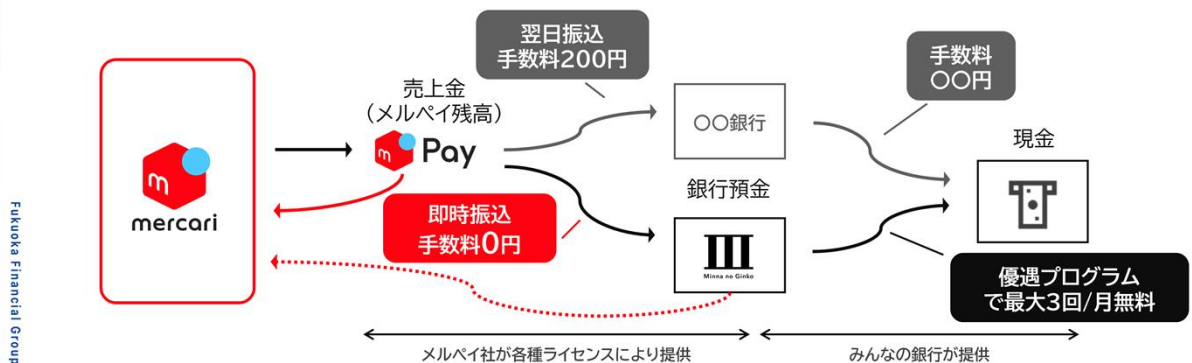 翌日振込
手数料200円
手数料
〇〇円
売上金
（メルペイ残高）
〇〇銀行
m Pay
現金
m
mercari
銀行預金
即時振込
手数料0円
Minna no Ginko
優遇プログラム
で最大3回/月無料
メルペイ社が各種ライセンスにより提供
みんなの銀行が提供
Fukuoka Financial Group